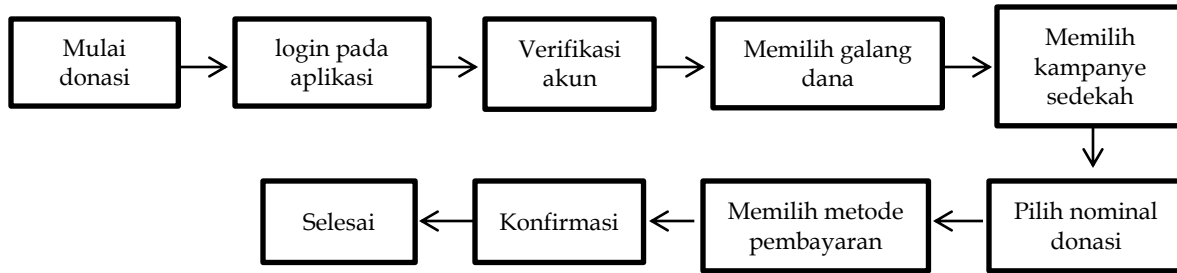 Mulai
donasi
login pada
aplikasi
Verifikasi
akun
Memilih galang
dana
Memilih
kampanye
sedekah
Pilih nominal
donasi
Memilih metode
pembayaran
Konfirmasi
Selesai